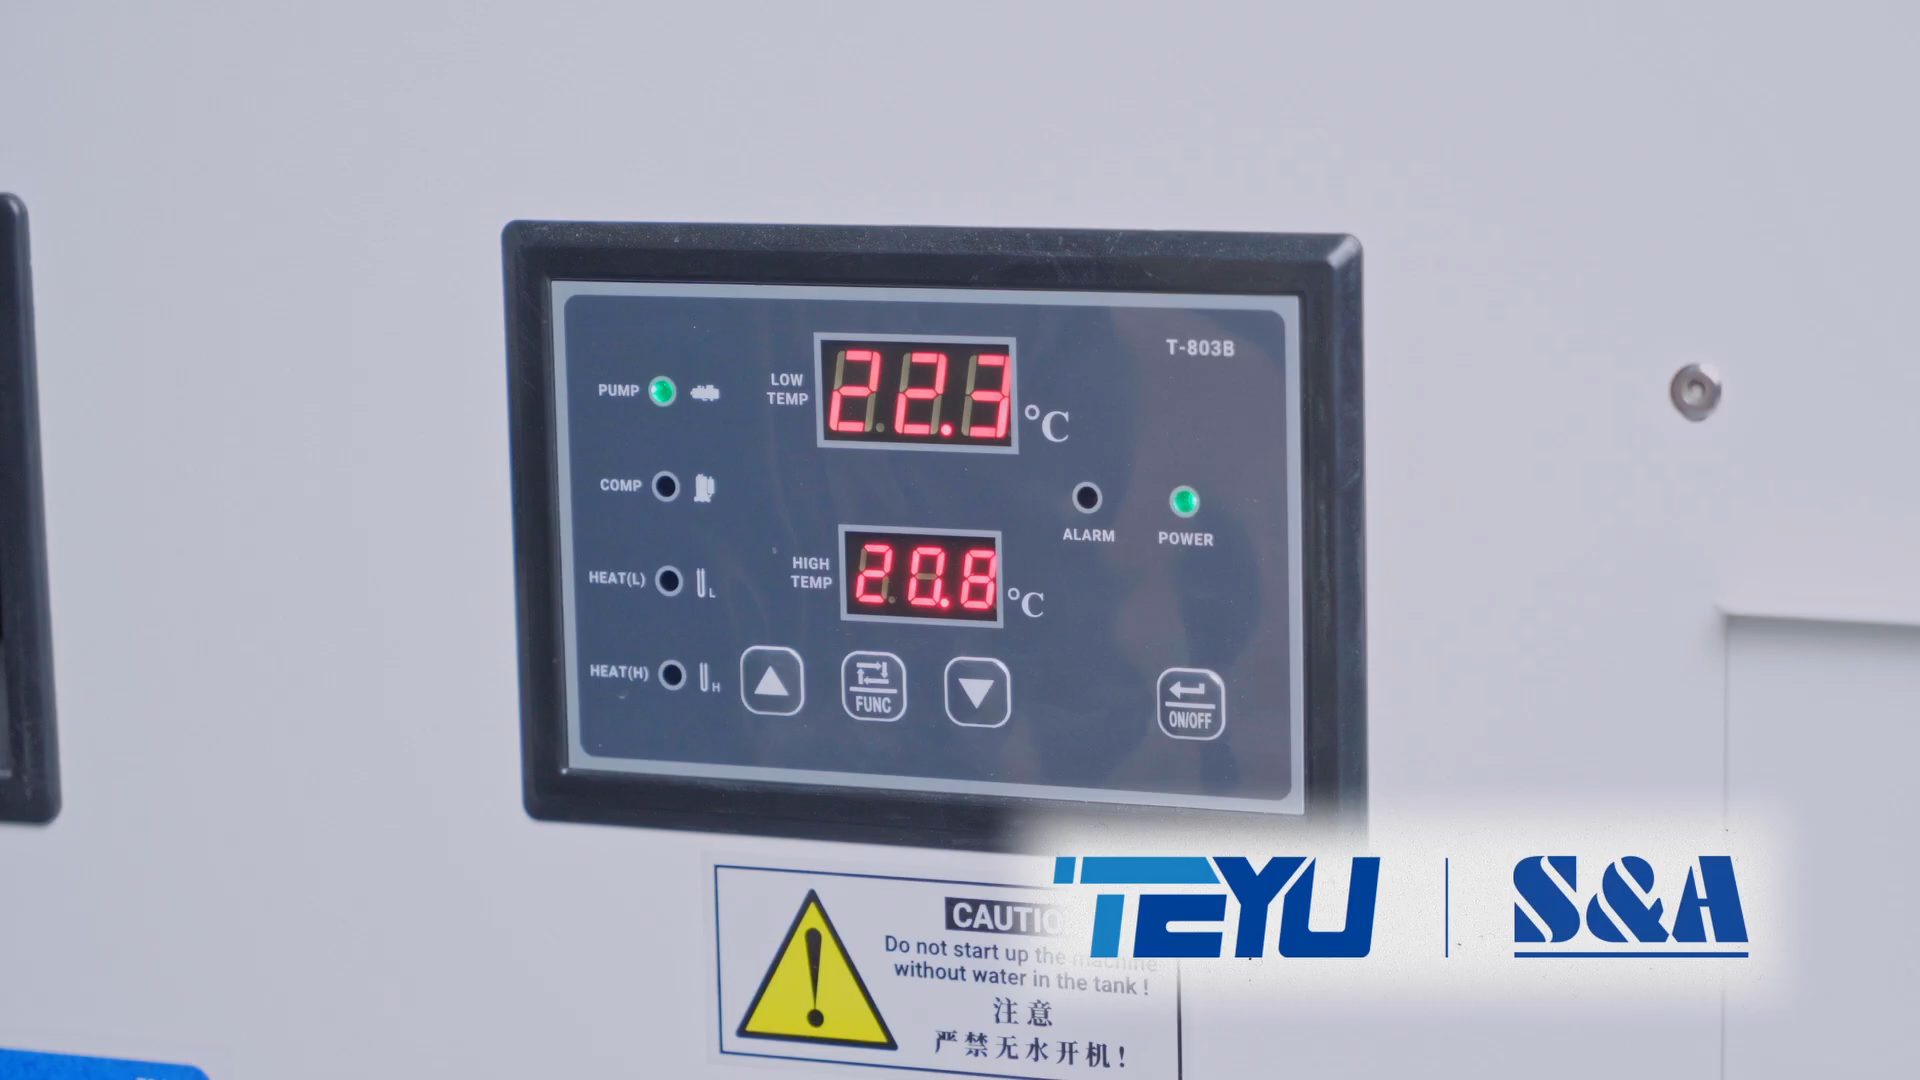 T-803B
PUMP
LOW
TEMP
22.3
°C
COMP
ALARM
POWER
HEAT(L)
L
HIGH
TEMP
20.8
°C
HEAT(H)
H
FUNC
ON/OFF
TEYU
S&A
CAUTIO
Do not start up the machine
without water in the tank !
注意
严禁无水开机!